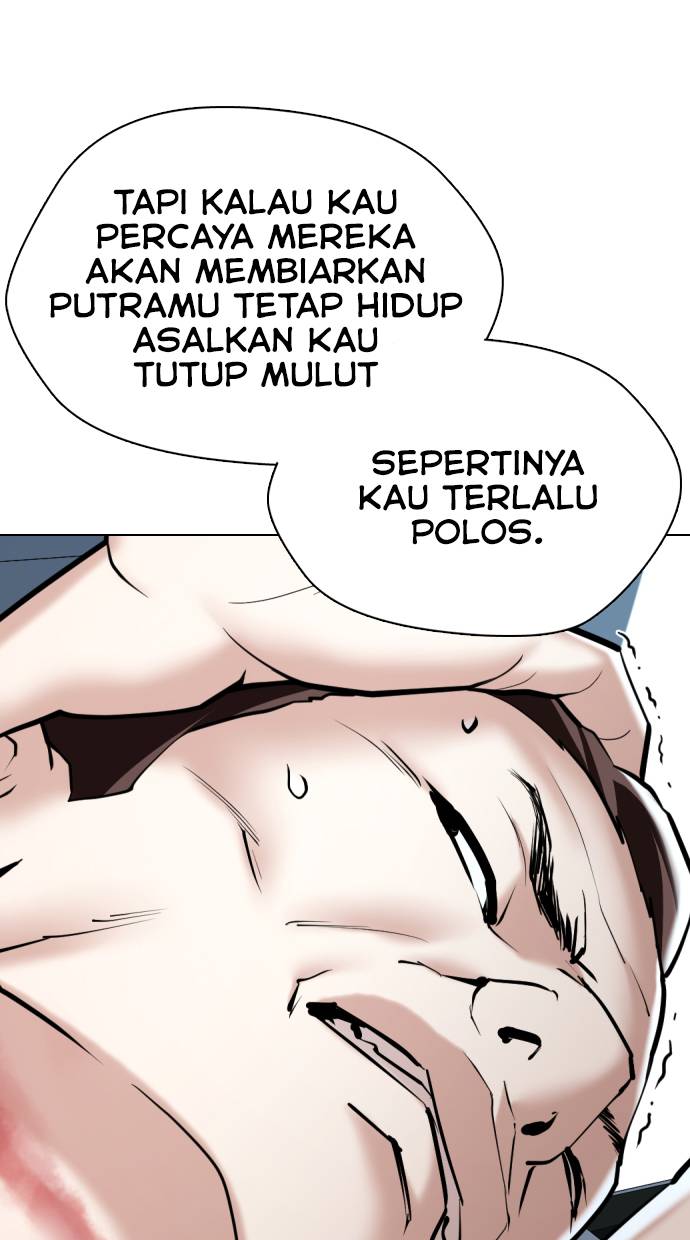 TAPI KALAU KAU
PERCAYA MEREKA
AKAN MEMBIARKAN
PUTRAMU TETAP HIDUP
ASALKAN KAU
TUTUP MULUT
SEPERTINYA
KAU TERLALU
POLOS.